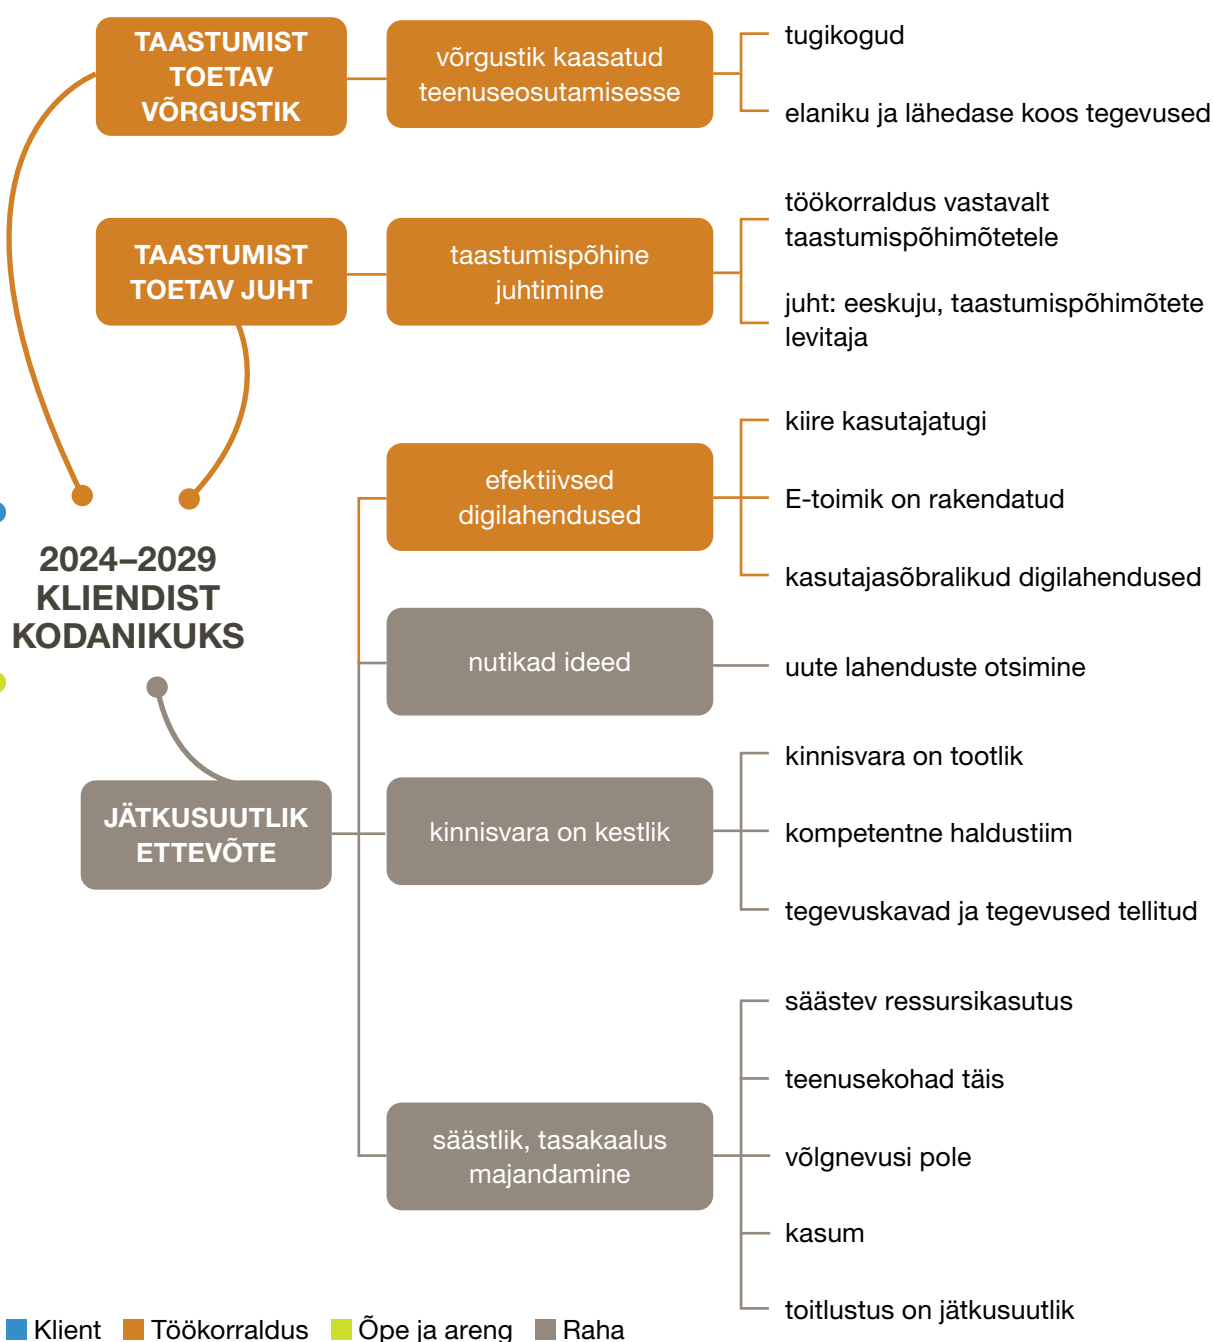 TAASTUMIST
TOETAV
VÕRGUSTIK
võrgustik kaasatud
teenuseosutamisesse
tugikogud
elaniku ja lähedase koos tegevused
TAASTUMIST
TOETAV JUHT
taastumispõhine
juhtimine
töökorraldus vastavalt
taastumispõhimõtetele
juht: eeskuju, taastumispõhimõtete
levitaja
2024–2029
KLIENDIST
KODANIKUKS
efektiivsed
digilahendused
kiire kasutajatugi
E-toimik on rakendatud
kasutajasõbralikud digilahendused
nutikad ideed
uute lahenduste otsimine
JÄTKUSUUTLIK
ETTEVÕTE
kinnisvara on kestlik
kinnisvara on tootlik
kompetentne haldustiim
tegevuskavad ja tegevused tellitud
säästlik, tasakaalus
majandamine
säästev ressursikasutus
teenusekohad täis
võlgnevusi pole
kasum
toitlustus on jätkusuutlik
Klient Töökorraldus Õpe ja areng Raha